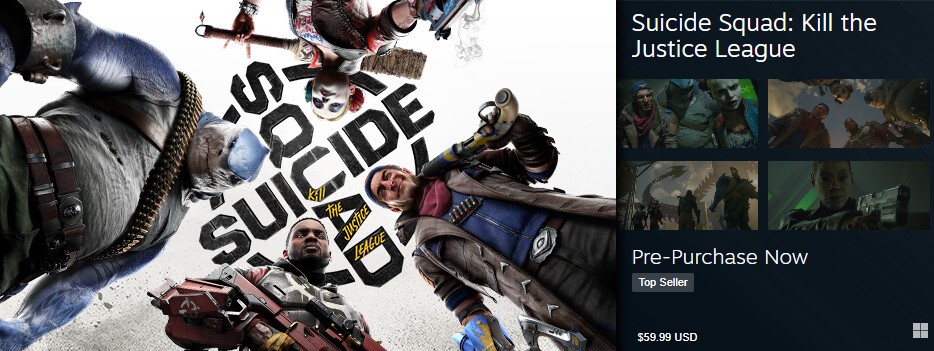 SUICIDE
SUICIDE
Kill
THE
JUSTICE
LEAGUE
Suicide Squad: Kill the
Justice League
Pre-Purchase Now
Top Seller
$59.99 USD